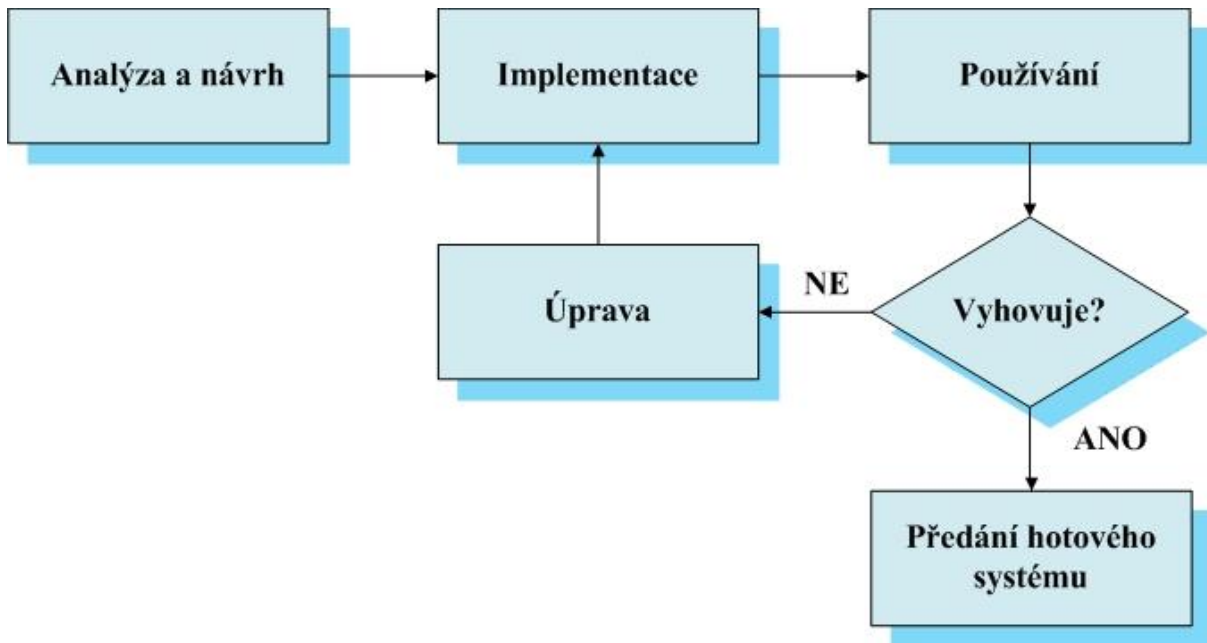 Analýza a návrh
Implementace
Používání
Úprava
NE
Vyhovuje?
ANO
Předání hotového
systému